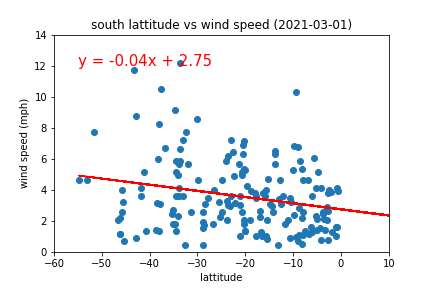 south lattitude vs wind speed (2021-03-01)
y = -0.04x + 2.75
wind speed (mph)
14
12
10
8
6
4
2
0
−60 −50 −40 −30 −20 −10 0 10
lattitude